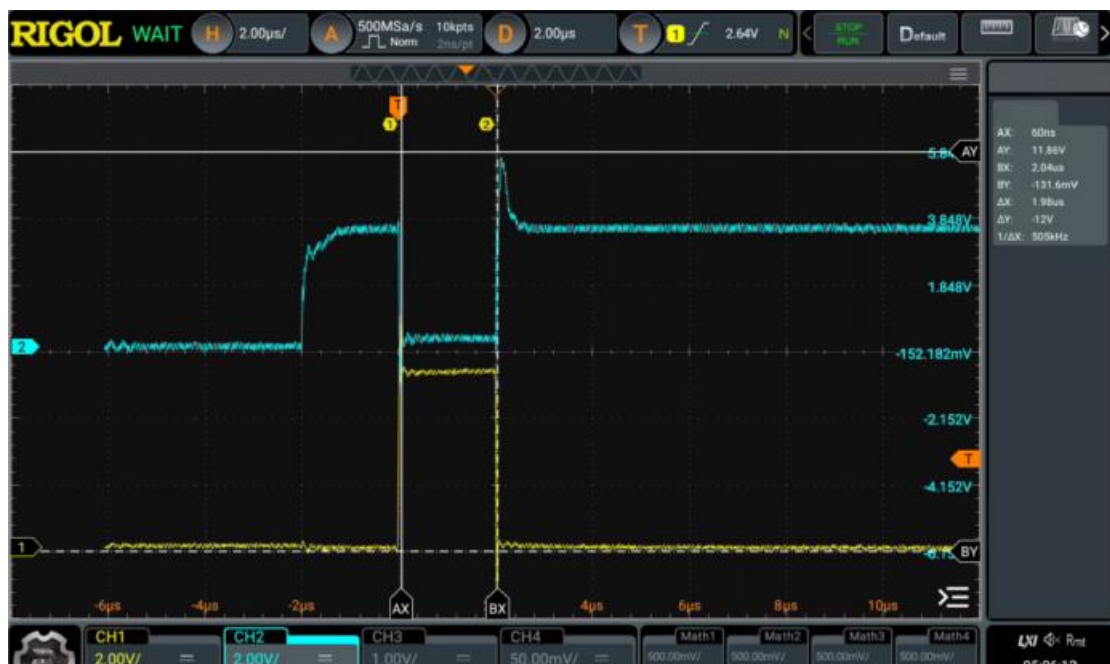 RIGOL WAIT H 2.00µs/ A 500MSa/s 10kpts D 2.00µs T 1 2.64V N < STOP Default >
Norm 2ns/pt RUN
T
1 2
5.84 AY
3.848V
1.848V
2
-152.182mV
-2.152V
T
-4.152V
1
BY
-6µs -4µs -2µs AX BX 4µs 6µs 8µs 10µs
AX: 60ns
AY: 11.86V
BX: 2.04us
BY: -131.6mV
ΔX: 1.98us
ΔY: -12V
1/ΔX: 505kHz
CH1 CH2 CH3 CH4 Math1 Math2 Math3 Math4 LXI Rmt
2.00V/ 2.00V/ 1.00V/ 50.00mV/ 500.00mV/ 500.00mV/ 500.00mV/ 500.00mV/